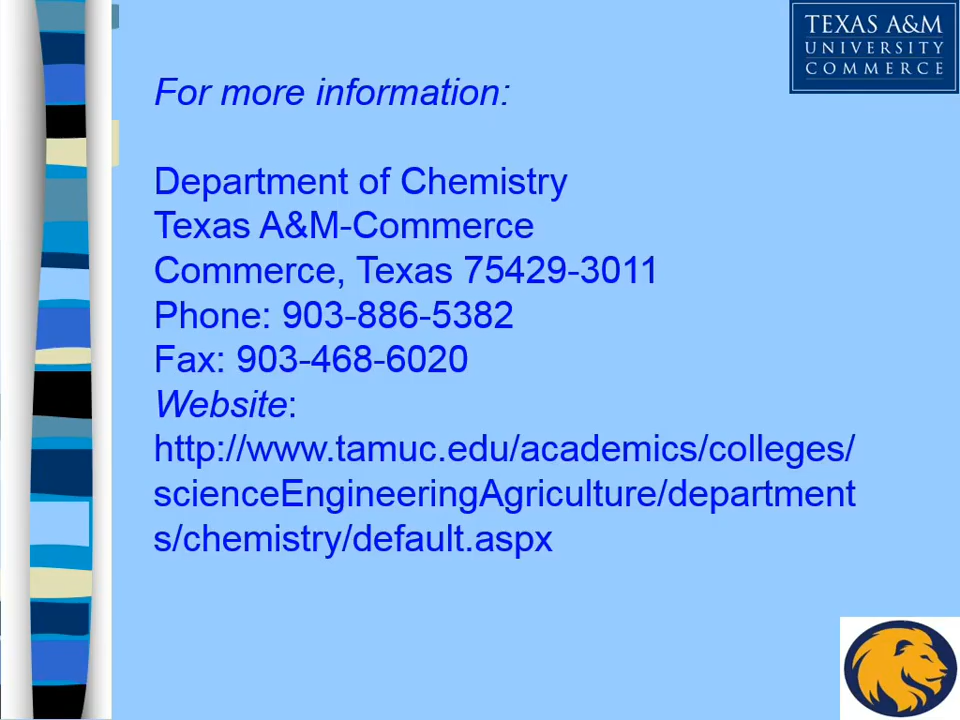 TEXAS A&M
UNIVERSITY
COMMERCE
For more information:
Department of Chemistry
Texas A&M-Commerce
Commerce, Texas 75429-3011
Phone: 903-886-5382
Fax: 903-468-6020
Website:
http://www.tamuc.edu/academics/colleges/
scienceEngineeringAgriculture/department
s/chemistry/default.aspx